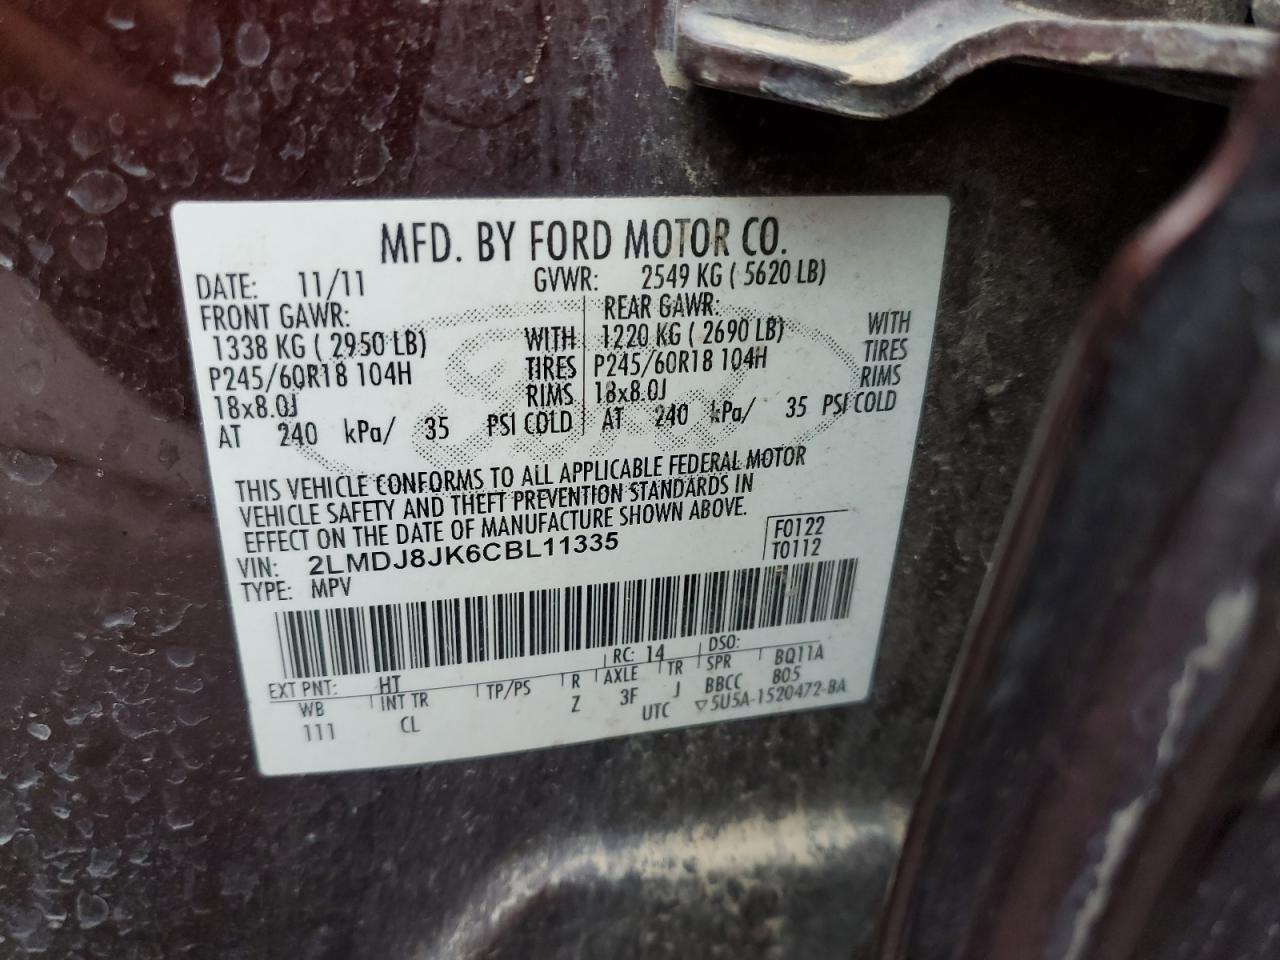 MFD. BY FORD MOTOR CO.
DATE: 11/11 GVWR: 2549 KG ( 5620 LB)
FRONT GAWR: REAR GAWR:
1338 KG ( 2950 LB) WITH 1220 KG ( 2690 LB) WITH
P245/60R18 104H TIRES P245/60R18 104H TIRES
18x8.0J RIMS 18x8.0J RIMS
AT 240 kPa/ 35 PSI COLD AT 240 kPa/ 35 PSI COLD
THIS VEHICLE CONFORMS TO ALL APPLICABLE FEDERAL MOTOR
VEHICLE SAFETY AND THEFT PREVENTION STANDARDS IN
EFFECT ON THE DATE OF MANUFACTURE SHOWN ABOVE.
VIN: 2LMDJ8JK6CBL11335 F0122
TYPE: MPV T0112
EXT PNT: HT RC: 14 DSO:
WB INT TR TP/PS R AXLE TR SPR BQ11A
111 CL Z 3F J BBCC B05
UTC ▽5U5A-1520472-BA